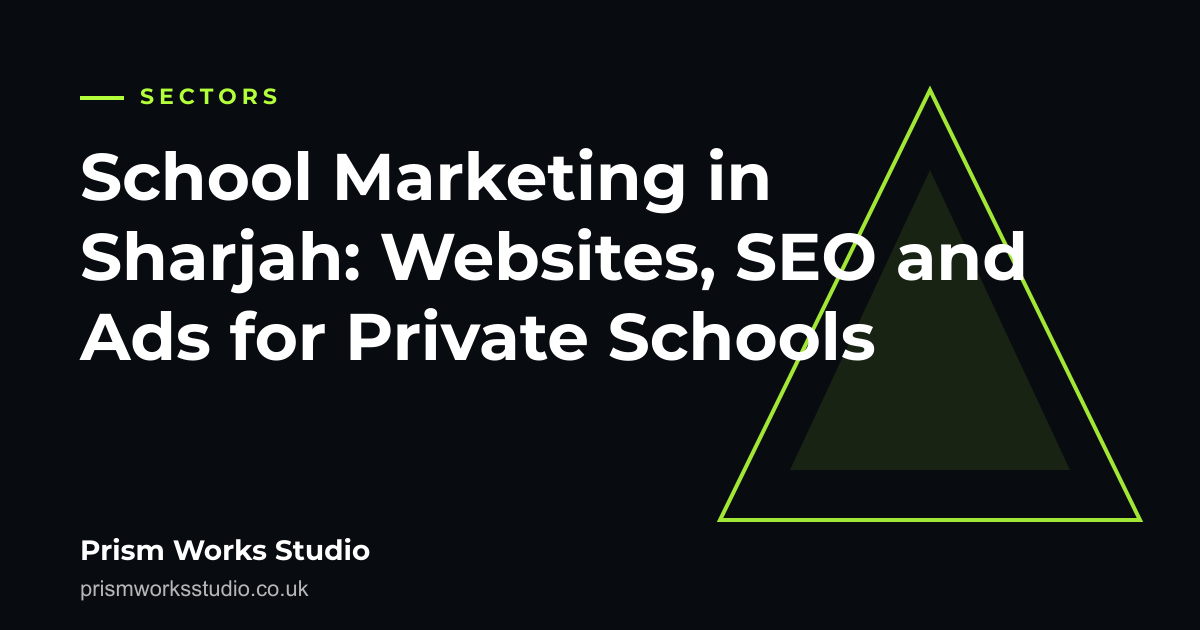 SECTORS
School Marketing in
Sharjah: Websites, SEO and
Ads for Private Schools
Prism Works Studio
prismworksstudio.co.uk